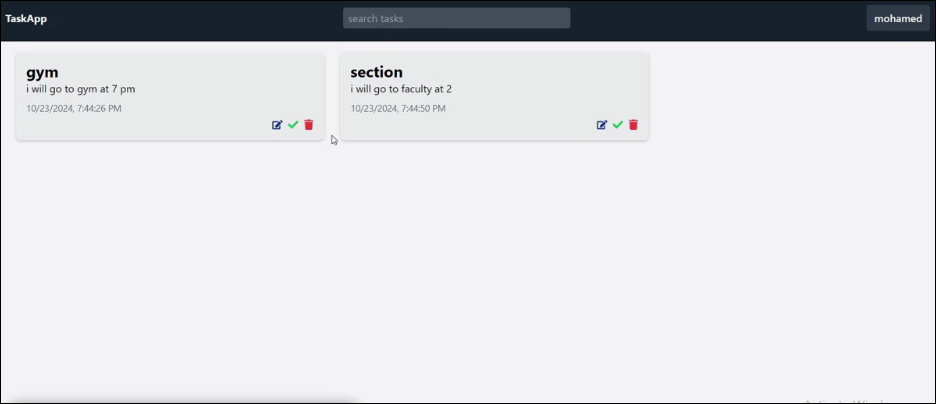 TaskApp
search tasks
mohamed
gym
i will go to gym at 7 pm
10/23/2024, 7:44:26 PM
section
i will go to faculty at 2
10/23/2024, 7:44:50 PM